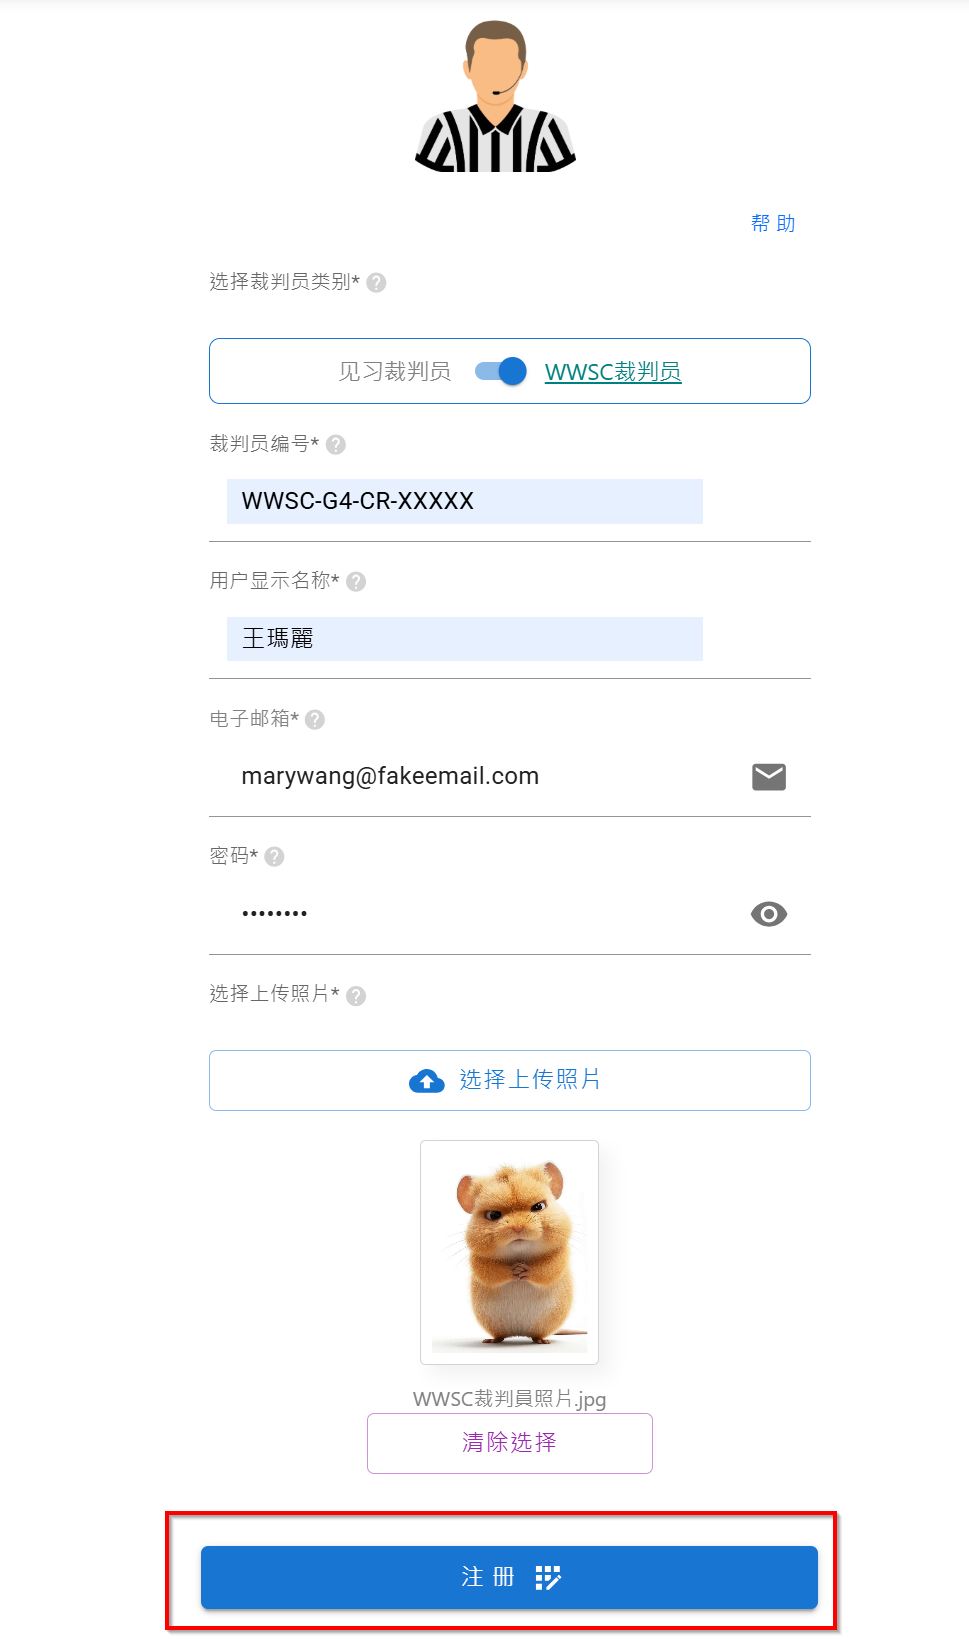 帮 助
选择裁判员类别*
见习裁判员 WWSC裁判员
裁判员编号*
WWSC-G4-CR-XXXXX
用户显示名称*
王瑪麗
电子邮箱*
marywang@fakeemail.com
密码*
••••••••
选择上传照片*
选择上传照片
WWSC裁判員照片.jpg
清除选择
注 册